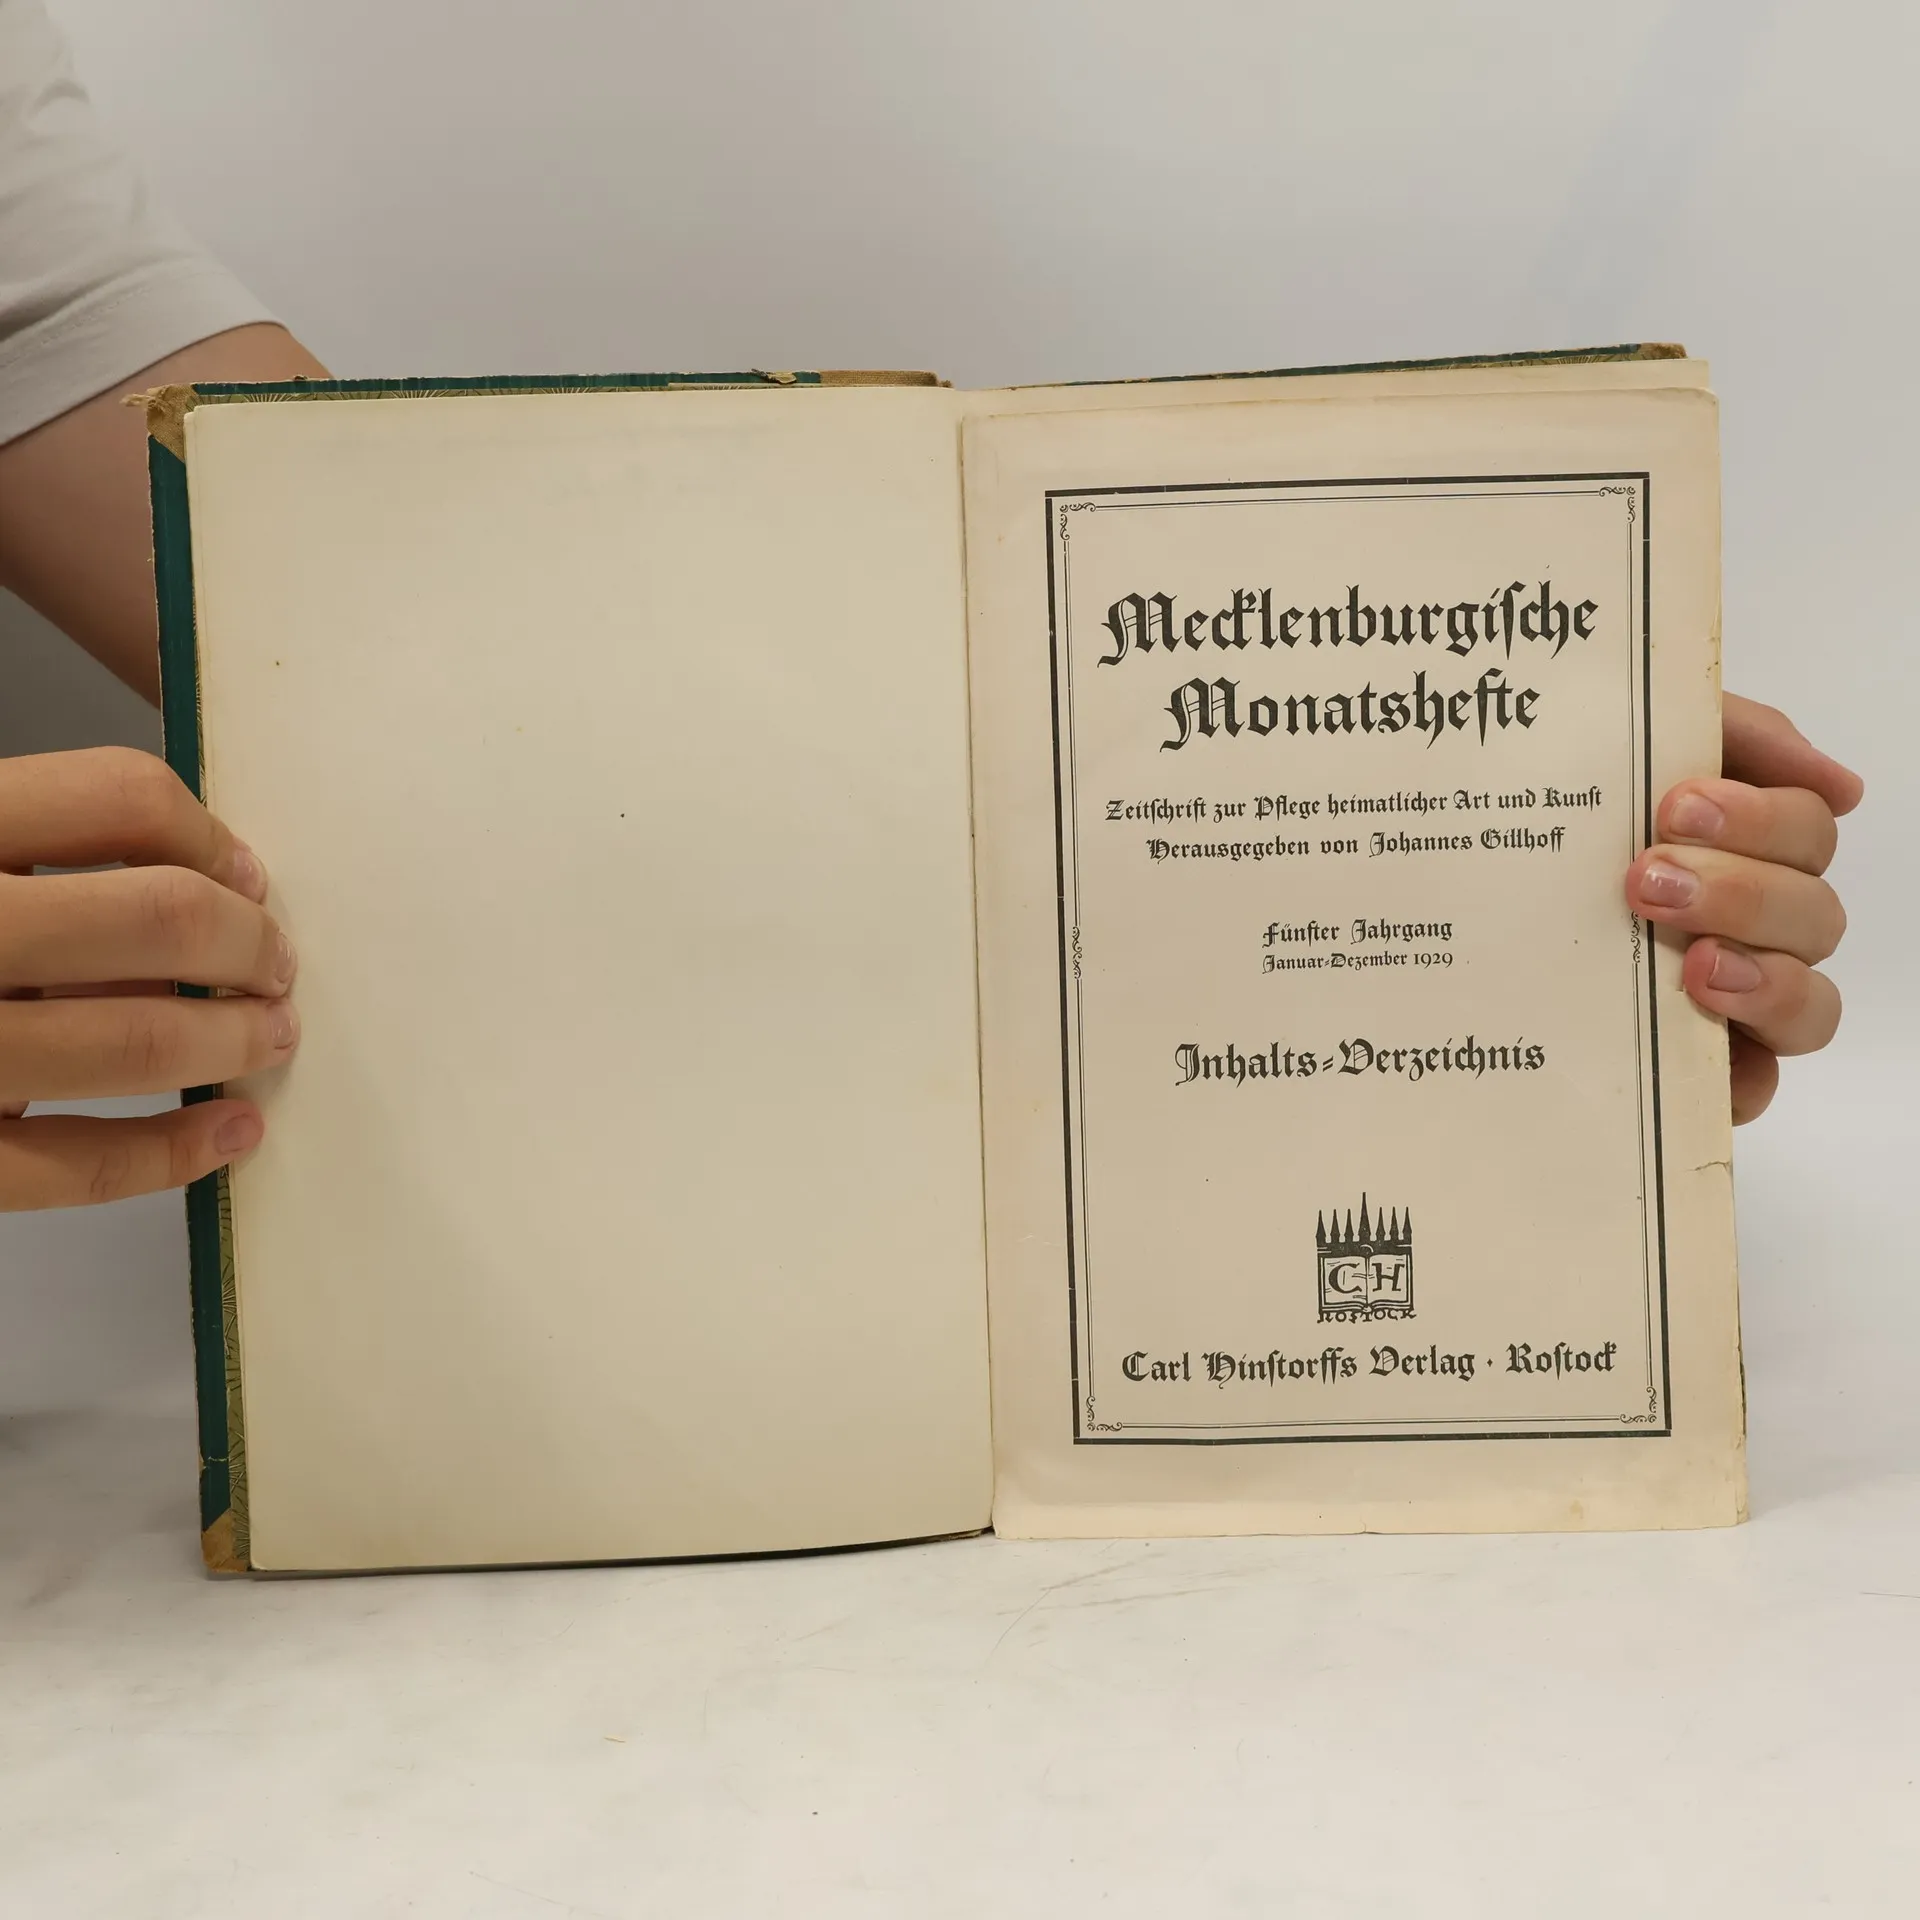 Mecklenburgische
Monatshefte
Zeitschrift zur Pflege heimatlicher Art und Kunst
Herausgegeben von Johannes Gillhoff
Fünfter Jahrgang
Januar-Dezember 1929
Inhalts-Verzeichnis
C H
ROSTOCK
Carl Hinstorffs Verlag · Rostock